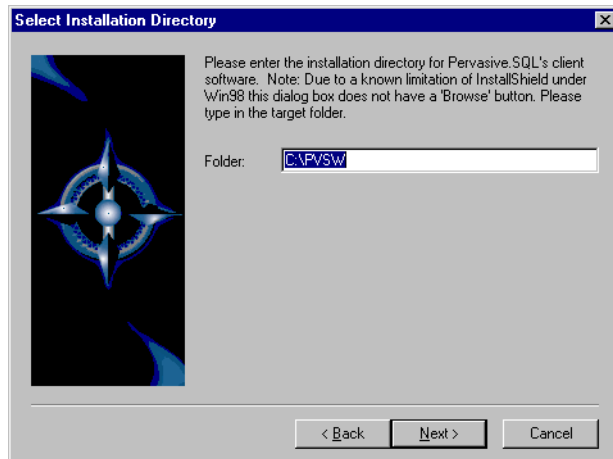 Select Installation Directory
Please enter the installation directory for Pervasive.SQL's client
software. Note: Due to a known limitation of InstallShield under
Win98 this dialog box does not have a 'Browse' button. Please
type in the target folder.
Folder: C:\PVSW
< Back Next > Cancel